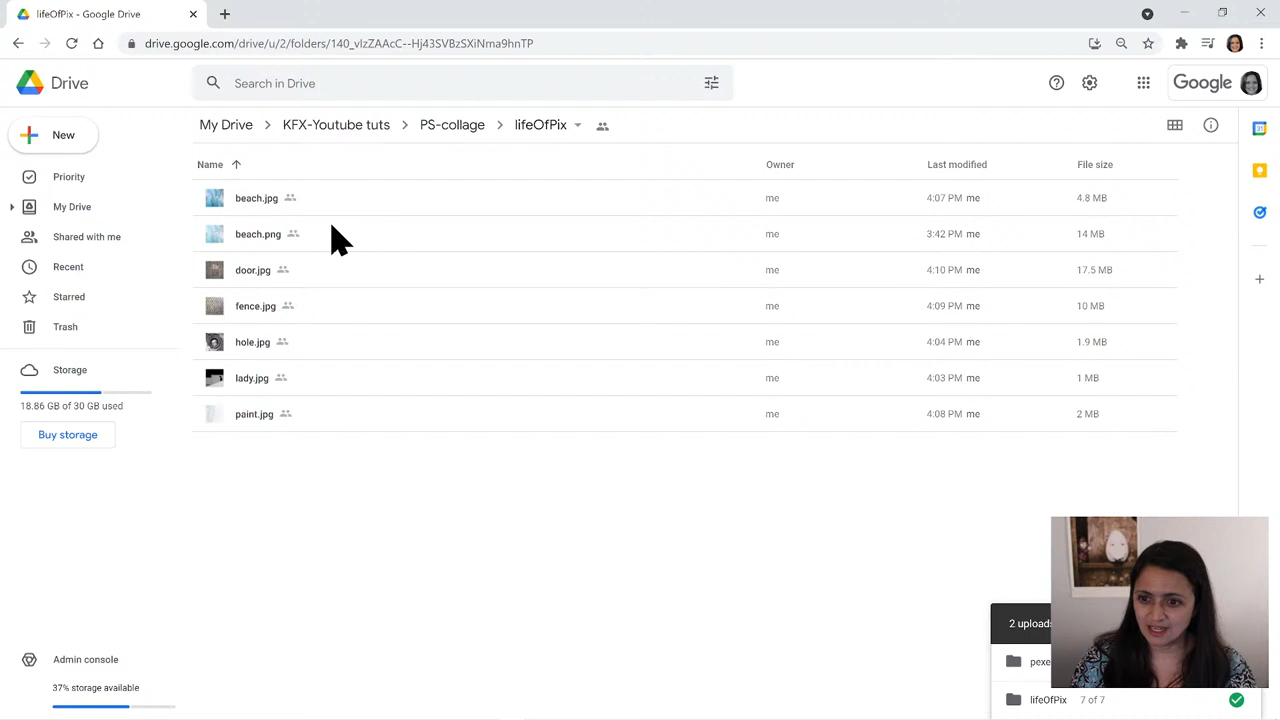 lifeOfPix - Google Drive
drive.google.com/drive/u/2/folders/140_vIzZAAcC--Hj43SVBzSXiNma9hnTP
Drive
Search in Drive
Google
New
My Drive > KFX-Youtube tuts > PS-collage > lifeOfPix
Name Owner Last modified File size
Priority
My Drive
Shared with me
Recent
Starred
Trash
Storage
18.86 GB of 30 GB used
Buy storage
beach.jpg me 4:07 PM me 4.8 MB
beach.png me 3:42 PM me 14 MB
door.jpg me 4:10 PM me 17.5 MB
fence.jpg me 4:09 PM me 10 MB
hole.jpg me 4:04 PM me 1.9 MB
lady.jpg me 4:03 PM me 1 MB
paint.jpg me 4:08 PM me 2 MB
Admin console
37% storage available
2 uploads
pexe
lifeOfPix 7 of 7